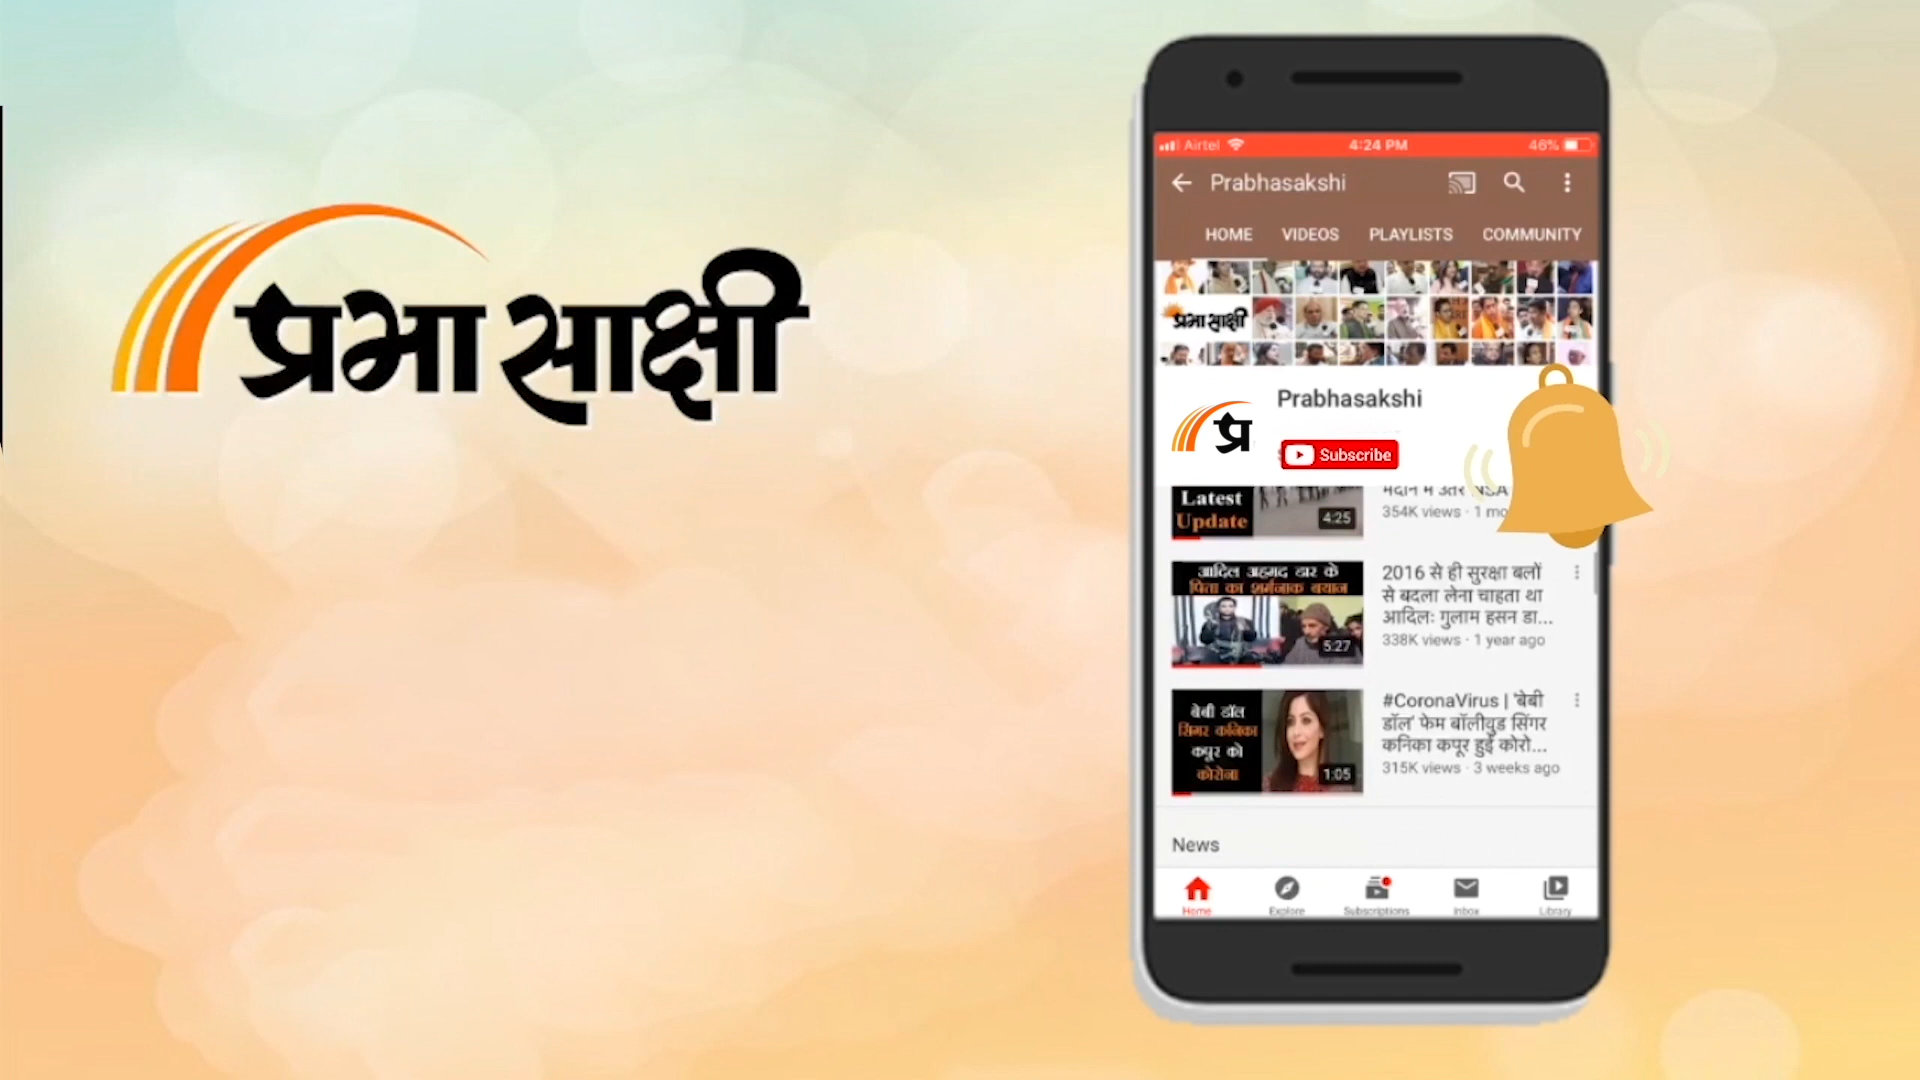 प्रभासाक्षी
Airtel 4:24 PM 46%
Prabhasakshi
HOME VIDEOS PLAYLISTS COMMUNITY
प्रभासाक्षी
Prabhasakshi
प्र
Subscribe
Latest
Update
4:25
मैदान में उतरे NSA
354K views · 1 mo
आदिल अहमद डार के
पिता का शर्मनाक बयान
5:27
2016 से ही सुरक्षा बलों
से बदला लेना चाहता था
आदिलः गुलाम हसन डा...
338K views · 1 year ago
बेबी डॉल
सिंगर कनिका
कपूर को
कोरोना
1:05
#CoronaVirus | 'बेबी
डॉल' फेम बॉलीवुड सिंगर
कनिका कपूर हुई कोरो...
315K views · 3 weeks ago
News
Home Explore Subscriptions Inbox Library